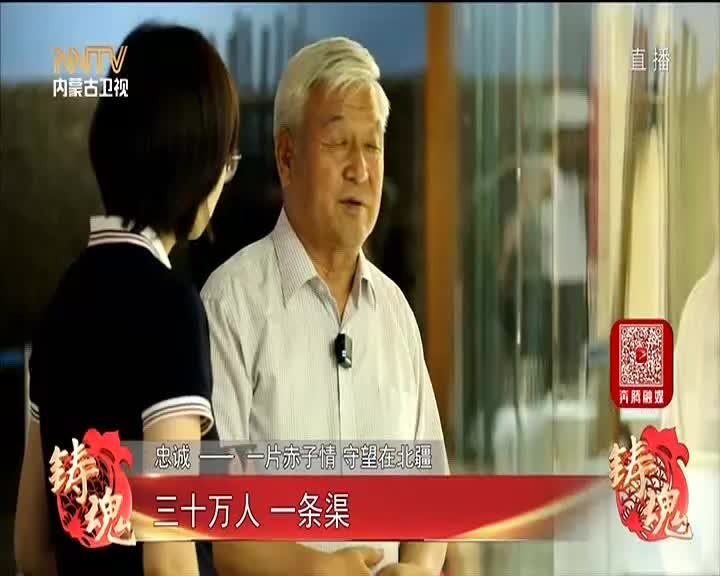 NNTV
内蒙古卫视
直播
奔腾融媒
忠诚 —— 一片赤子情 守望在北疆
铸魂
三十万人 一条渠
铸魂